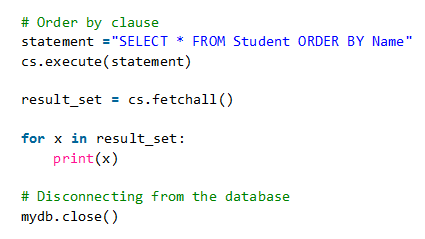 # Order by clause
statement ="SELECT * FROM Student ORDER BY Name"
cs.execute(statement)
result_set = cs.fetchall()
for x in result_set:
    print(x)
# Disconnecting from the database
mydb.close()